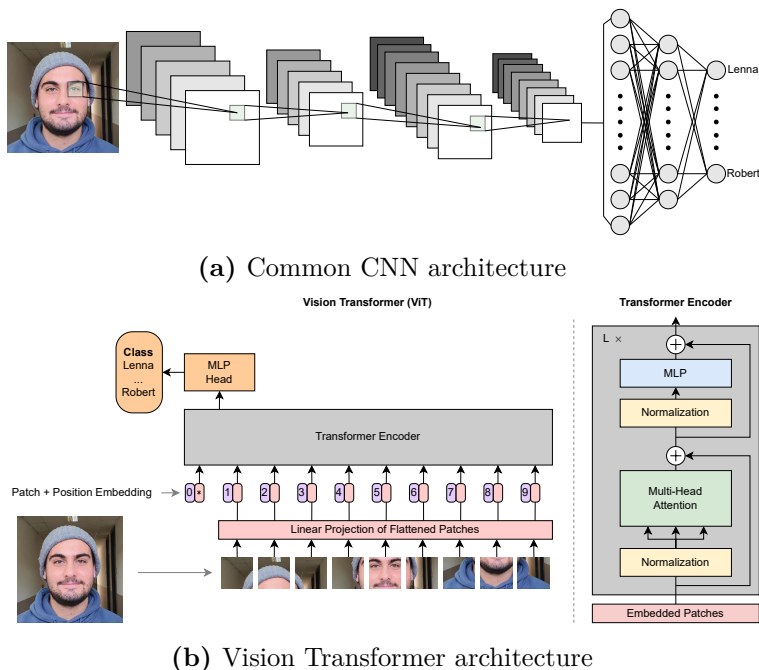 Lenna
Robert
(a) Common CNN architecture
Vision Transformer (ViT)
Class
Lenna
...
Robert
MLP
Head
Transformer Encoder
Patch + Position Embedding
0 * 1 2 3 4 5 6 7 8 9
Linear Projection of Flattened Patches
Transformer Encoder
L ×
+
MLP
Normalization
+
Multi-Head
Attention
Normalization
Embedded Patches
(b) Vision Transformer architecture